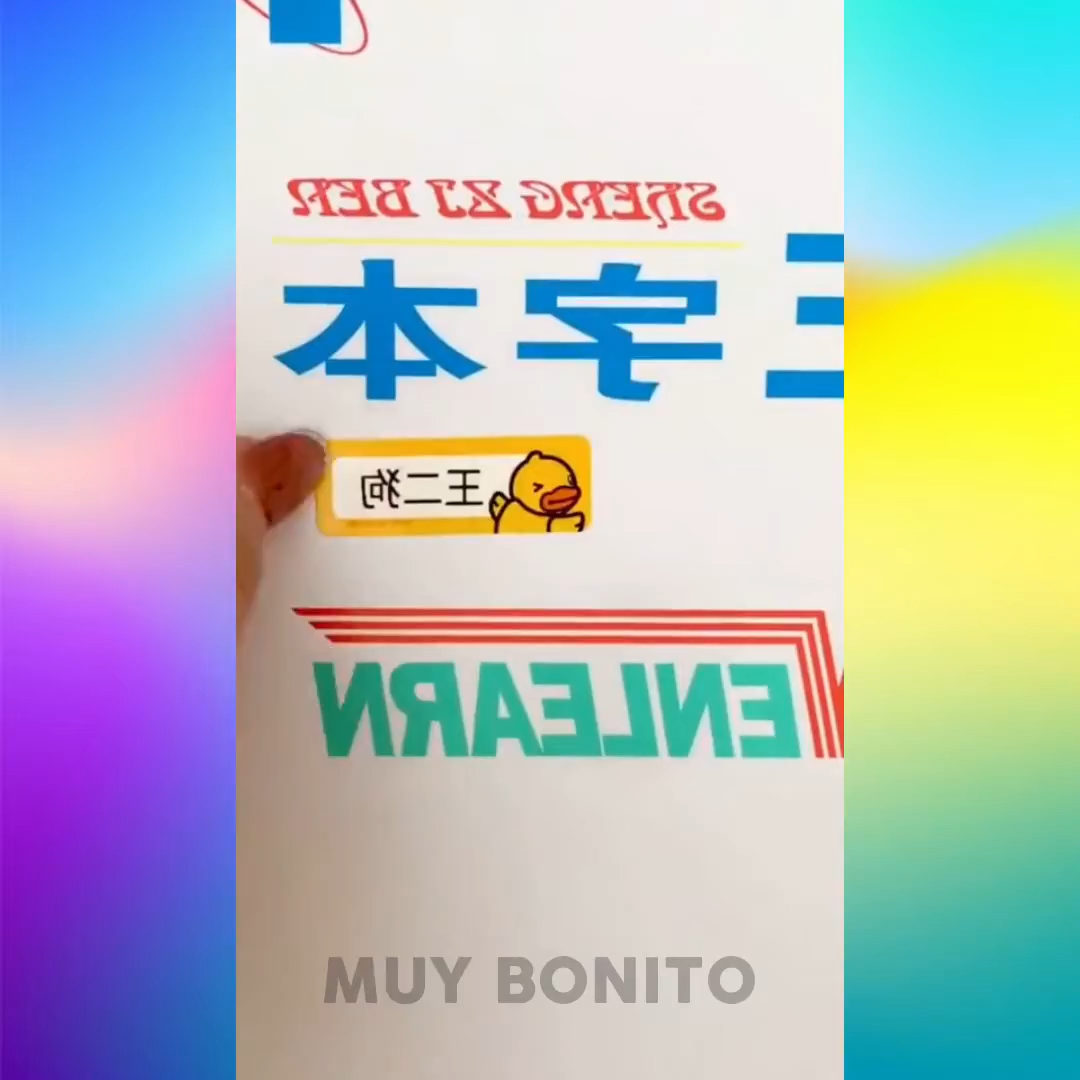 SHENG ZI BEN
字本
王二狗
ENLEARN
MUY BONITO